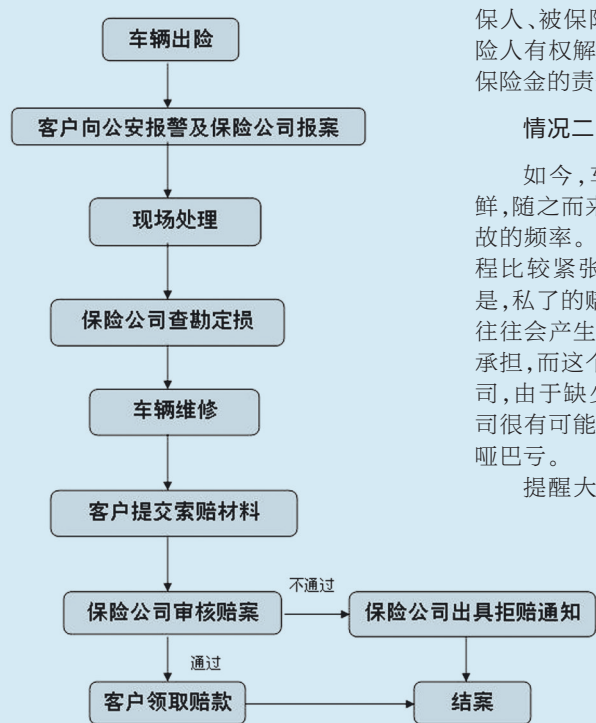 车辆出险
客户向公安报警及保险公司报案
现场处理
保险公司查勘定损
车辆维修
客户提交索赔材料
保险公司审核赔案
不通过
保险公司出具拒赔通知
通过
客户领取赔款
结案
保人、被保险
险人有权解
保险金的责
情况二
如今,车
鲜,随之而来
故的频率。
程比较紧张
是,私了的赔
往往会产生
承担,而这个
司,由于缺少
司很有可能
哑巴亏。
提醒大